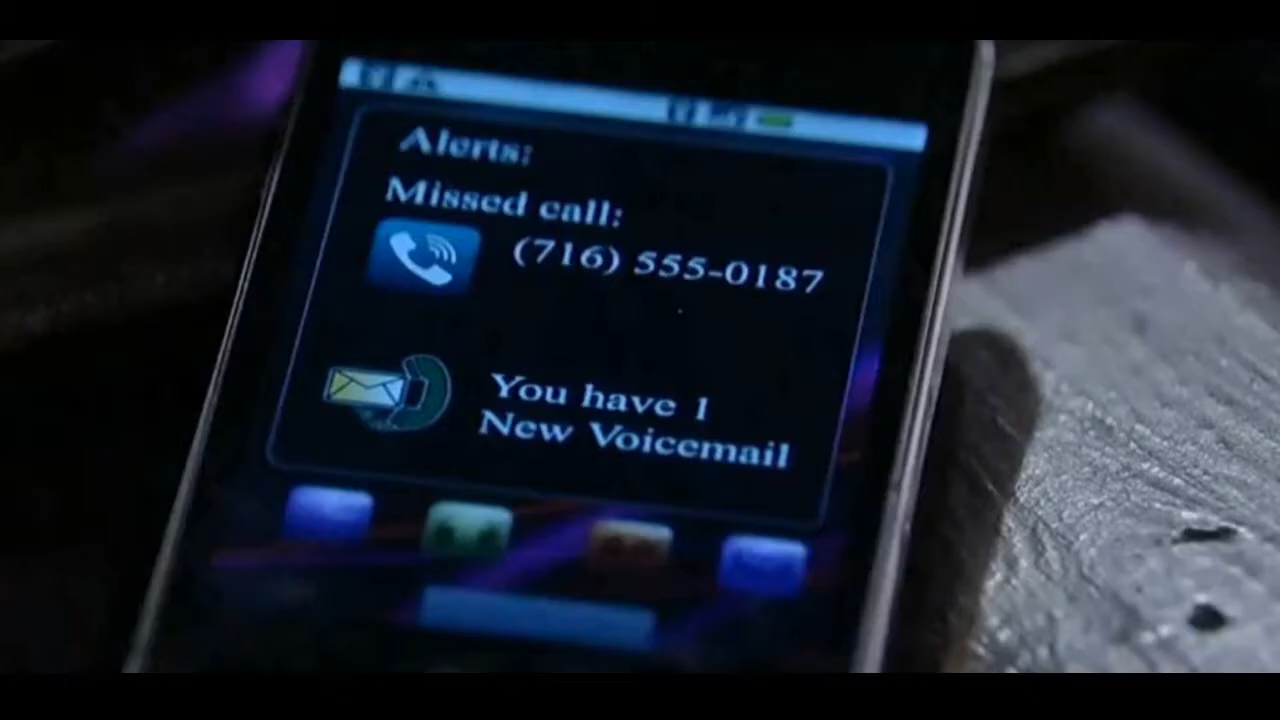 Alerts:
Missed call:
(716) 555-0187
You have 1
New Voicemail